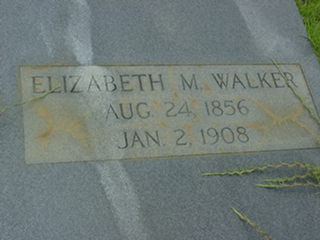 ELIZABETH M. WALKER
AUG. 24, 1856
JAN. 2, 1908